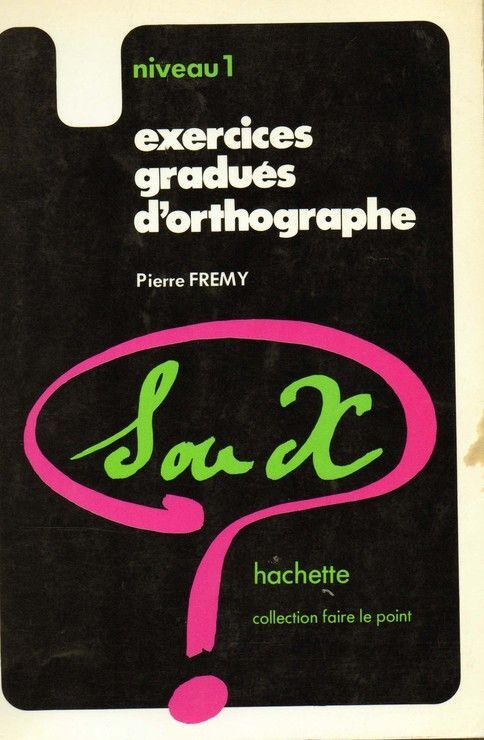 niveau 1
exercices
gradués
d'orthographe
Pierre FREMY
S ou X
hachette
collection faire le point